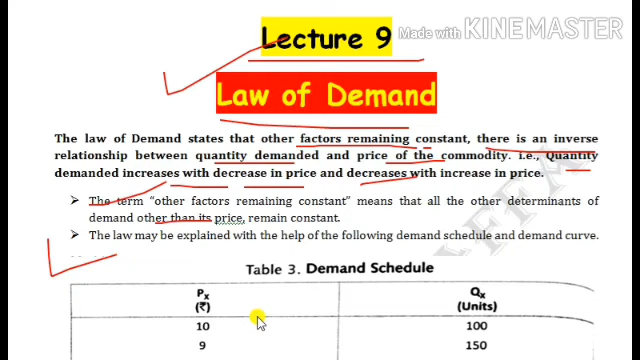 Lecture 9
Made with KINEMASTER
Law of Demand
The law of Demand states that other factors remaining constant, there is an inverse
relationship between quantity demanded and price of the commodity. i.e., Quantity
demanded increases with decrease in price and decreases with increase in price.
➢ The term “other factors remaining constant” means that all the other determinants of
demand other than its price, remain constant.
➢ The law may be explained with the help of the following demand schedule and demand curve.
Table 3. Demand Schedule
Px Qx
(₹) (Units)
10 100
9 150